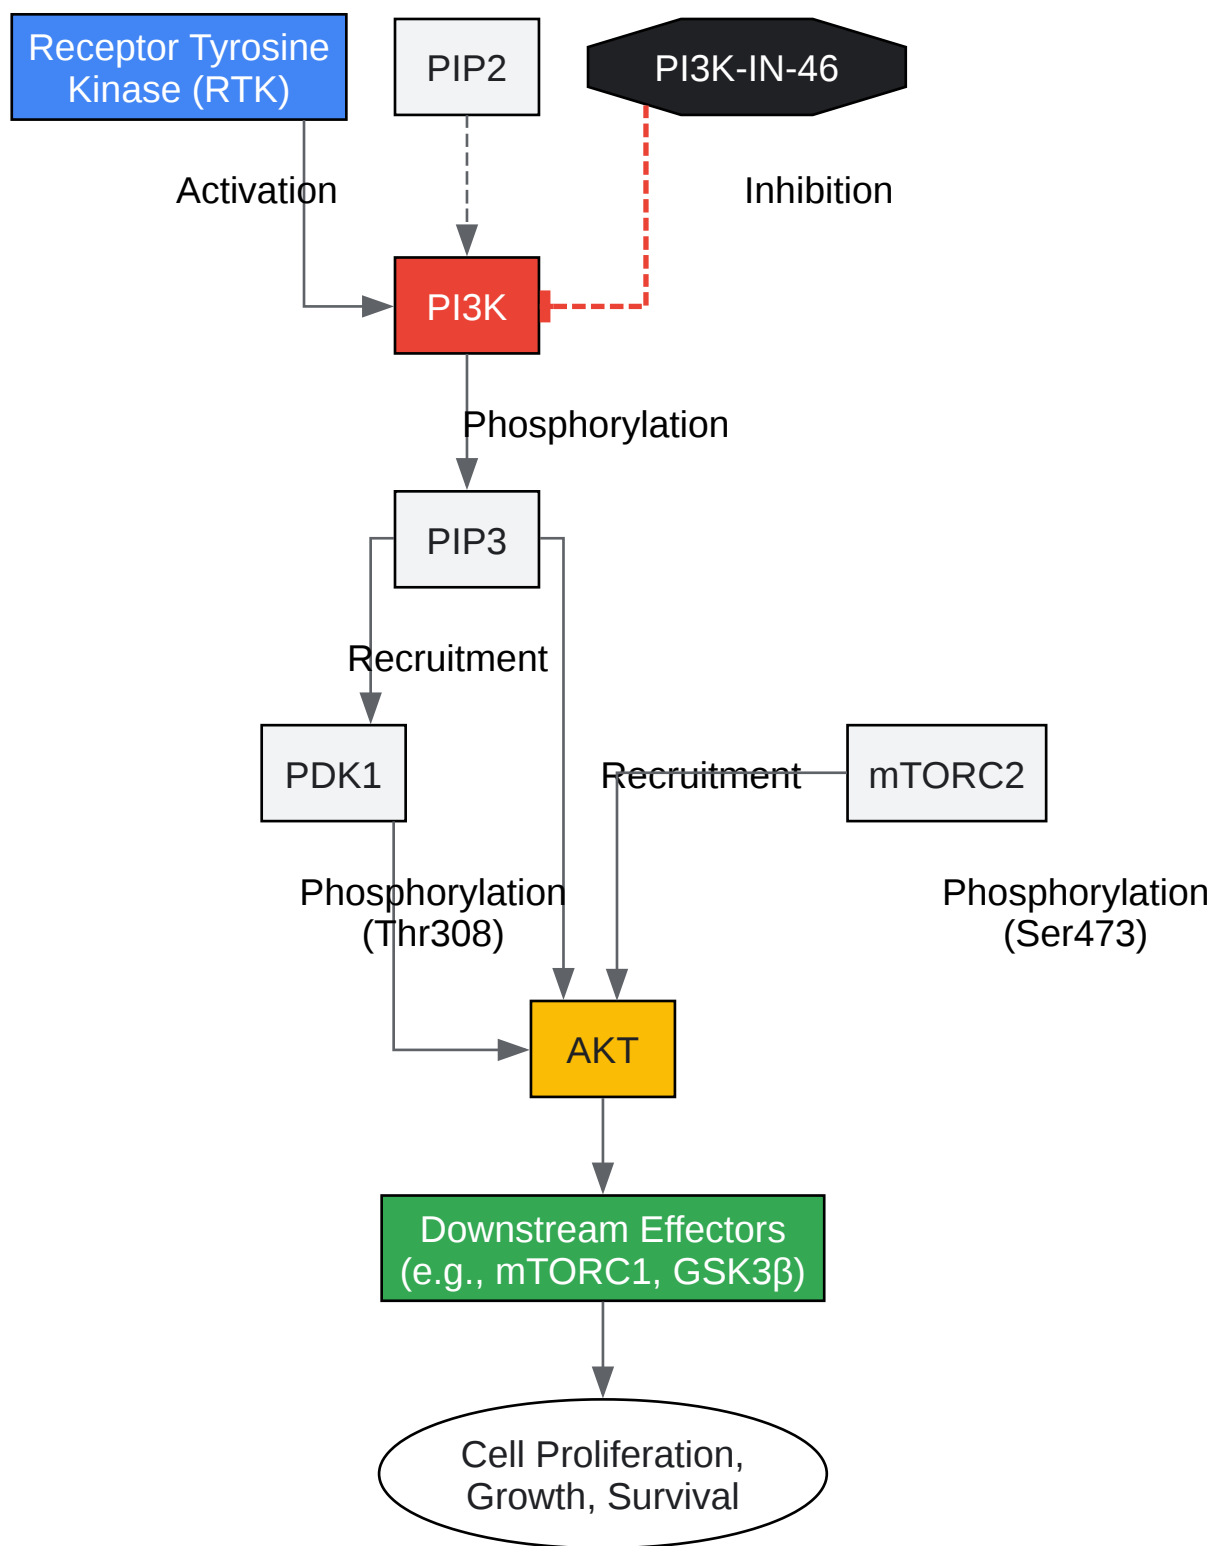 Receptor Tyrosine
Kinase (RTK)
PIP2
PI3K-IN-46
Activation
Inhibition
PI3K
Phosphorylation
PIP3
Recruitment
PDK1
Recruitment
mTORC2
Phosphorylation
(Thr308)
Phosphorylation
(Ser473)
AKT
Downstream Effectors
(e.g., mTORC1, GSK3β)
Cell Proliferation,
Growth, Survival